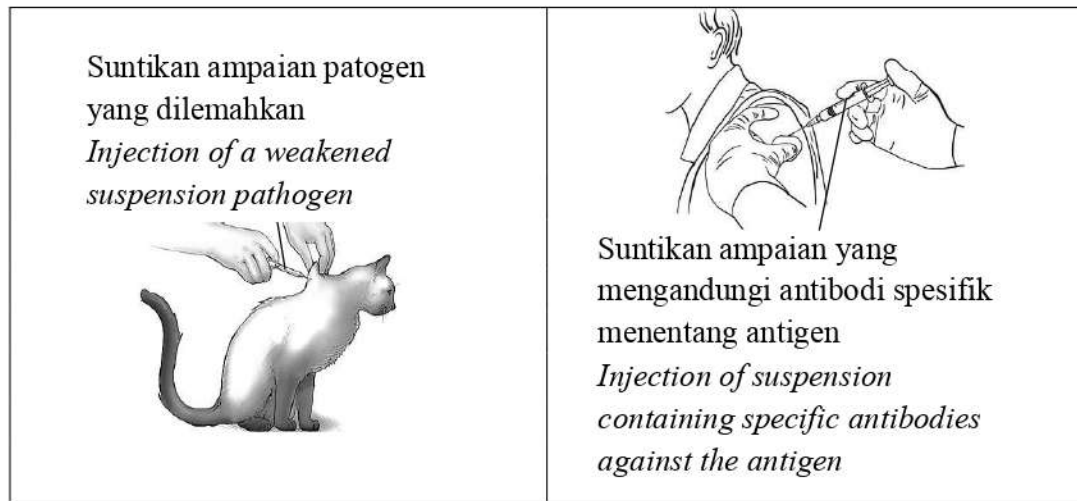 Suntikan ampaian patogen
yang dilemahkan
Injection of a weakened
suspension pathogen
Suntikan ampaian yang
mengandungi antibodi spesifik
menentang antigen
Injection of suspension
containing specific antibodies
against the antigen